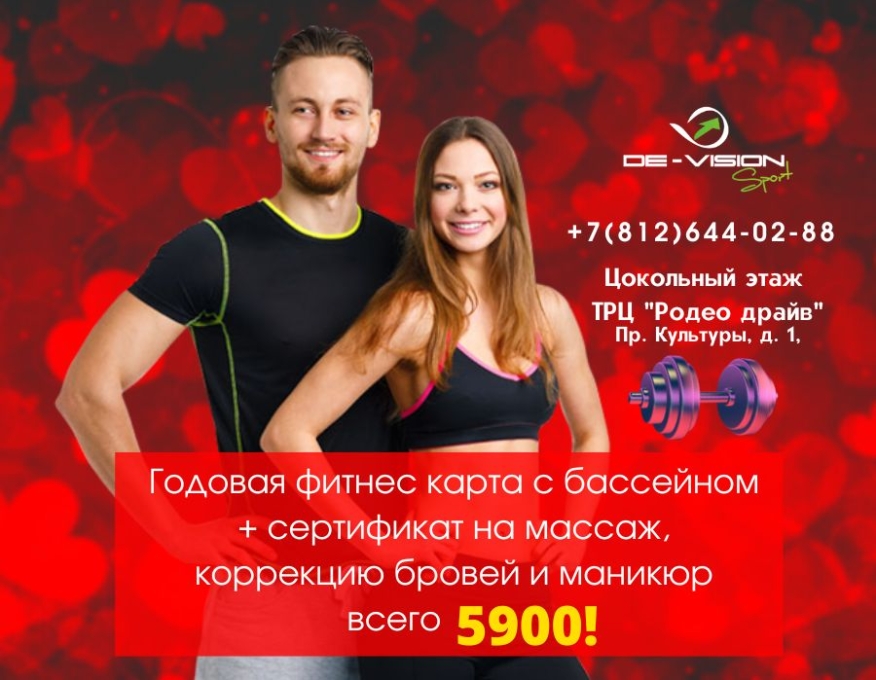 DE-VISION
Sport
+7(812)644-02-88
Цокольный этаж
ТРЦ "Родео драйв"
Пр. Культуры, д. 1,
Годовая фитнес карта с бассейном
+ сертификат на массаж,
коррекцию бровей и маникюр
всего 5900!